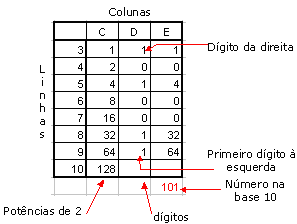 Colunas
C D E
3 1 1 1
4 2 0 0
5 4 1 4
6 8 0 0
7 16 0 0
8 32 1 32
9 64 1 64
10 128
101
Linhas
Dígito da direita
Primeiro dígito à
esquerda
Número na
base 10
Potências de 2
dígitos